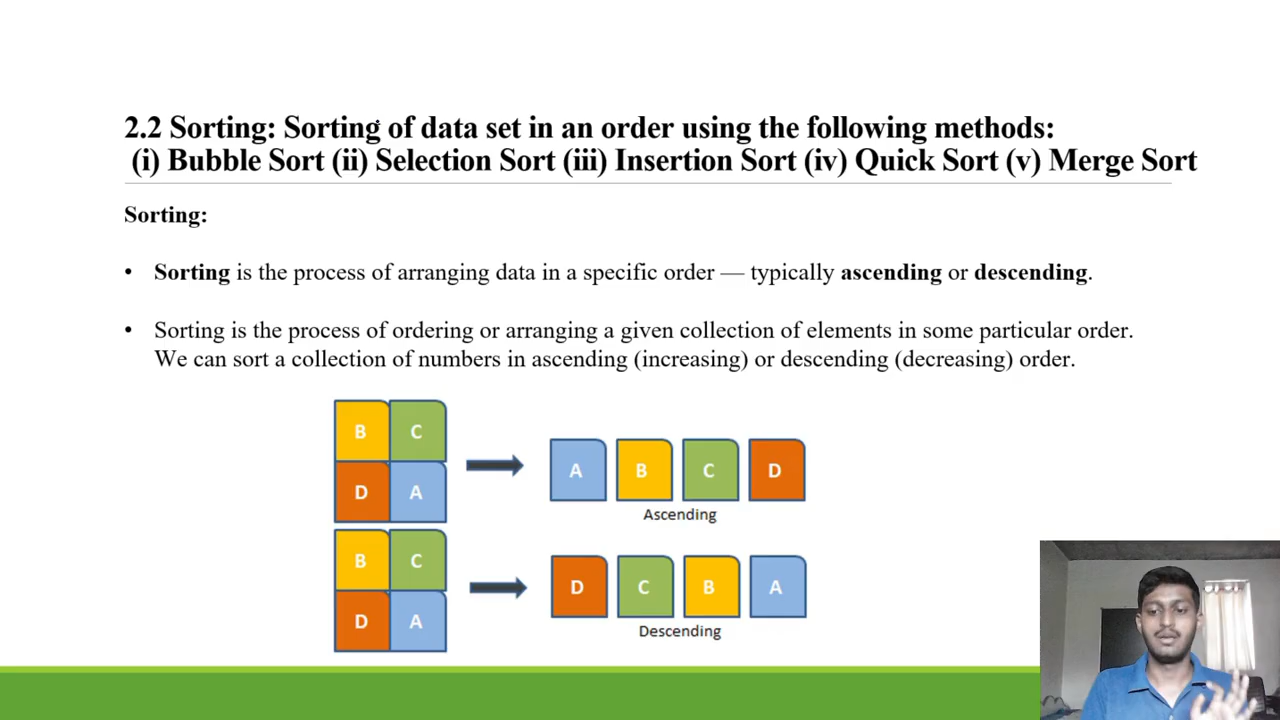 2.2 Sorting: Sorting of data set in an order using the following methods:
(i) Bubble Sort (ii) Selection Sort (iii) Insertion Sort (iv) Quick Sort (v) Merge Sort
Sorting:
• Sorting is the process of arranging data in a specific order — typically ascending or descending.
• Sorting is the process of ordering or arranging a given collection of elements in some particular order.
We can sort a collection of numbers in ascending (increasing) or descending (decreasing) order.
B C
D A
A B C D
Ascending
B C
D A
D C B A
Descending